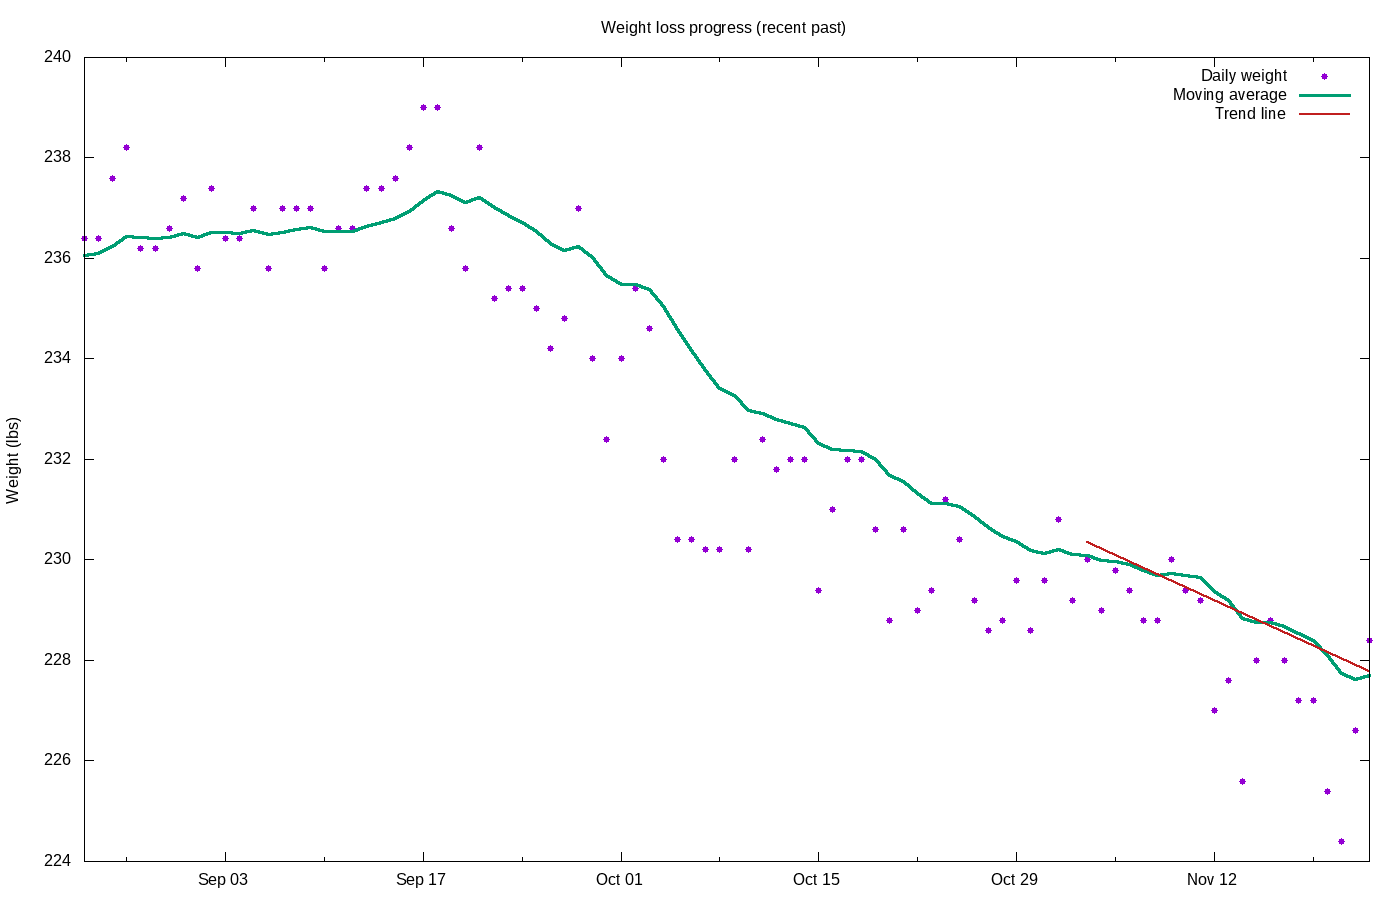 Weight loss progress (recent past)
Daily weight
Moving average
Trend line
240
238
236
234
232
230
228
226
224
Weight (lbs)
Sep 03
Sep 17
Oct 01
Oct 15
Oct 29
Nov 12